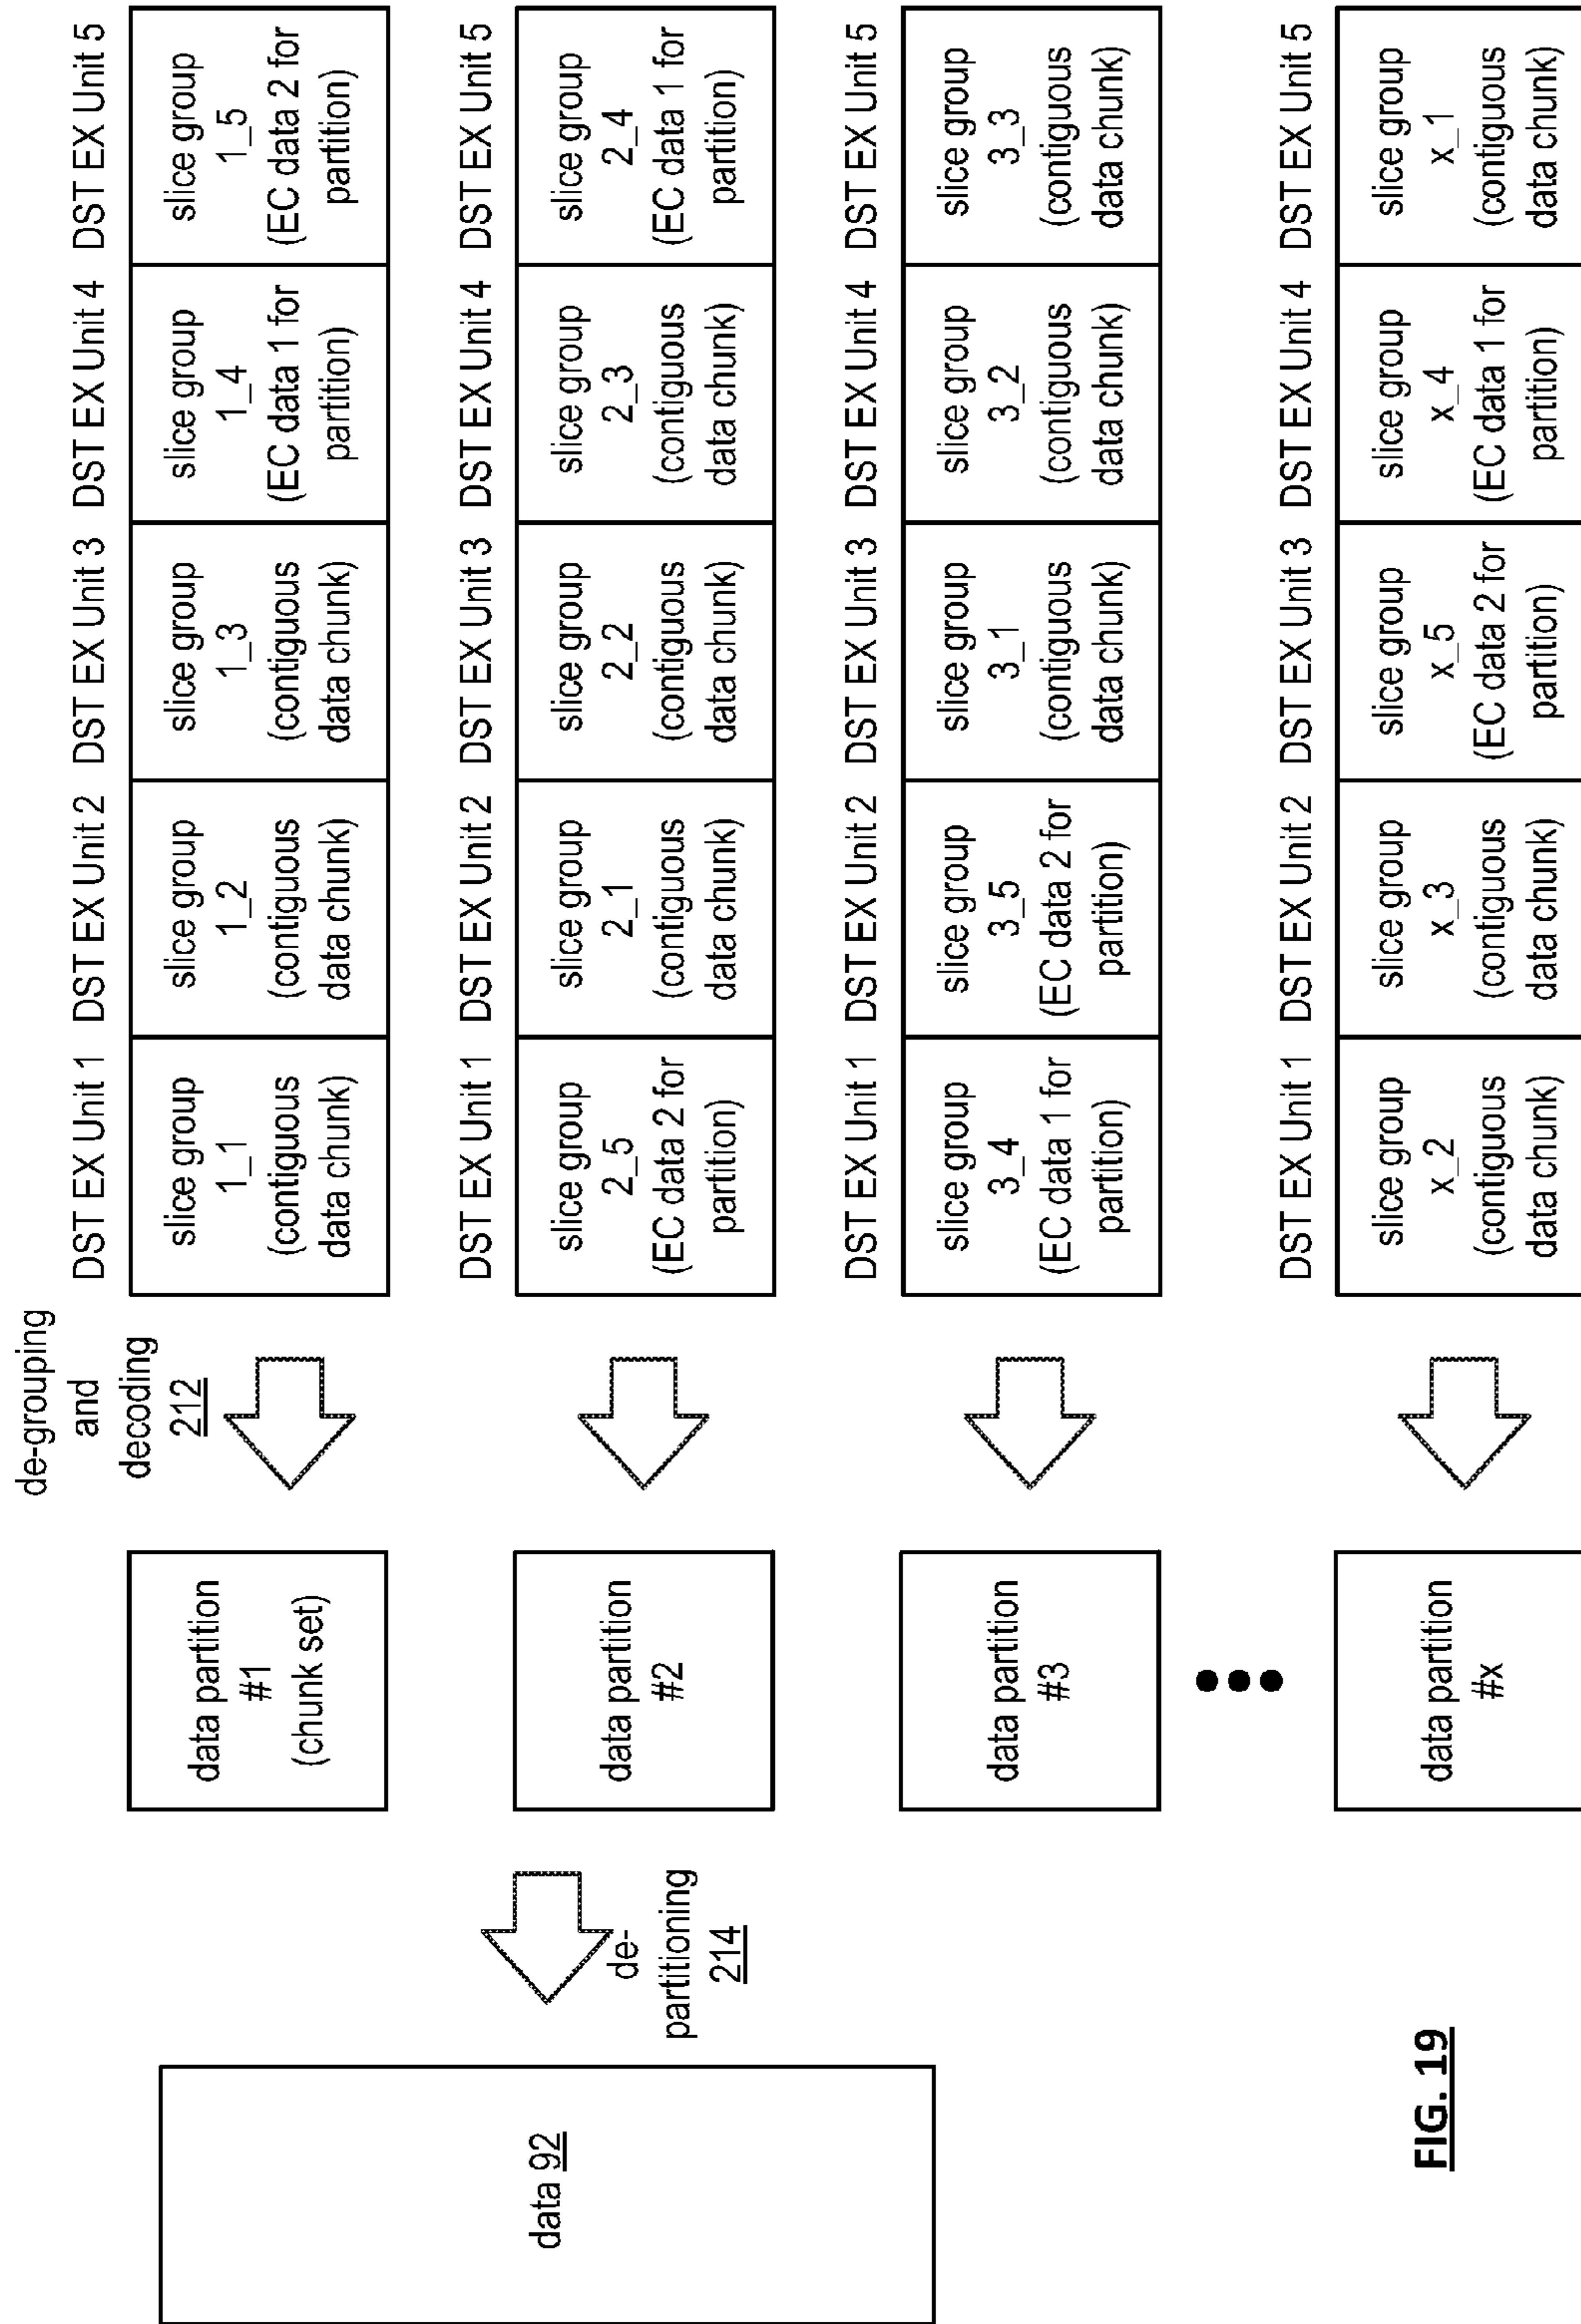 de-grouping
and
decoding
212
DST EX Unit 1 DST EX Unit 2 DST EX Unit 3 DST EX Unit 4 DST EX Unit 5
data partition
#1
(chunk set)
slice group
1_1
(contiguous
data chunk)
slice group
1_2
(contiguous
data chunk)
slice group
1_3
(contiguous
data chunk)
slice group
1_4
(EC data 1 for
partition)
slice group
1_5
(EC data 2 for
partition)
DST EX Unit 1 DST EX Unit 2 DST EX Unit 3 DST EX Unit 4 DST EX Unit 5
data 92
de-
partitioning
214
data partition
#2
slice group
2_5
(EC data 2 for
partition)
slice group
2_1
(contiguous
data chunk)
slice group
2_2
(contiguous
data chunk)
slice group
2_3
(contiguous
data chunk)
slice group
2_4
(EC data 1 for
partition)
DST EX Unit 1 DST EX Unit 2 DST EX Unit 3 DST EX Unit 4 DST EX Unit 5
data partition
#3
slice group
3_4
(EC data 1 for
partition)
slice group
3_5
(EC data 2 for
partition)
slice group
3_1
(contiguous
data chunk)
slice group
3_2
(contiguous
data chunk)
slice group
3_3
(contiguous
data chunk)
DST EX Unit 1 DST EX Unit 2 DST EX Unit 3 DST EX Unit 4 DST EX Unit 5
data partition
#x
slice group
x_2
(contiguous
data chunk)
slice group
x_3
(contiguous
data chunk)
slice group
x_5
(EC data 2 for
partition)
slice group
x_4
(EC data 1 for
partition)
slice group
x_1
(contiguous
data chunk)
FIG. 19